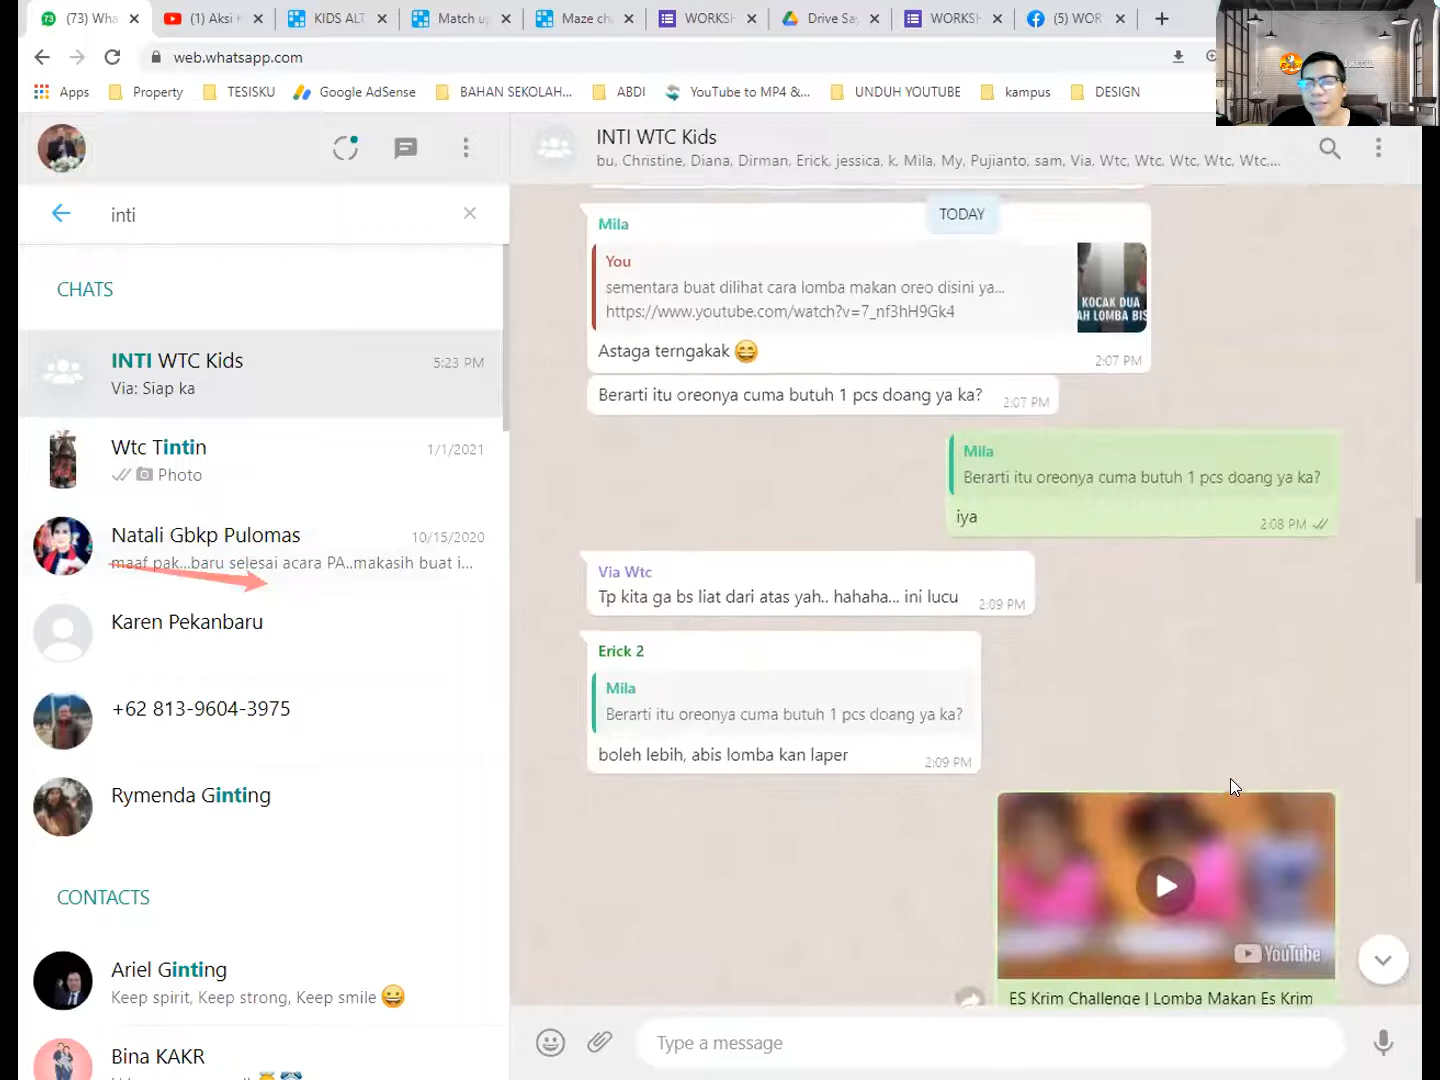 (73) Wha
(1) Aksi K
KIDS ALT
Match up
Maze ch
WORKSH
Drive Sa
WORKSH
(5) WOR
web.whatsapp.com
Apps
Property
TESISKU
Google AdSense
BAHAN SEKOLAH...
ABDI
YouTube to MP4 &...
UNDUH YOUTUBE
kampus
DESIGN
inti
CHATS
INTI WTC Kids
5:23 PM
Via: Siap ka
Wtc Tintin
1/1/2021
Photo
Natali Gbkp Pulomas
10/15/2020
maaf pak...baru selesai acara PA..makasih buat i...
Karen Pekanbaru
+62 813-9604-3975
Rymenda Ginting
CONTACTS
Ariel Ginting
Keep spirit, Keep strong, Keep smile 😀
Bina KAKR
INTI WTC Kids
bu, Christine, Diana, Dirman, Erick, jessica, k, Mila, My, Pujianto, sam, Via, Wtc, Wtc, Wtc, Wtc, Wtc,...
TODAY
Mila
You
sementara buat dilihat cara lomba makan oreo disini ya...
https://www.youtube.com/watch?v=7_nf3hH9Gk4
KOCAK DUA
AH LOMBA BIS
Astaga terngakak 😄
2:07 PM
Berarti itu oreonya cuma butuh 1 pcs doang ya ka?
2:07 PM
Mila
Berarti itu oreonya cuma butuh 1 pcs doang ya ka?
iya
2:08 PM
Via Wtc
Tp kita ga bs liat dari atas yah.. hahaha... ini lucu
2:09 PM
Erick 2
Mila
Berarti itu oreonya cuma butuh 1 pcs doang ya ka?
boleh lebih, abis lomba kan laper
2:09 PM
YouTube
ES Krim Challenge | Lomba Makan Es Krim
Type a message